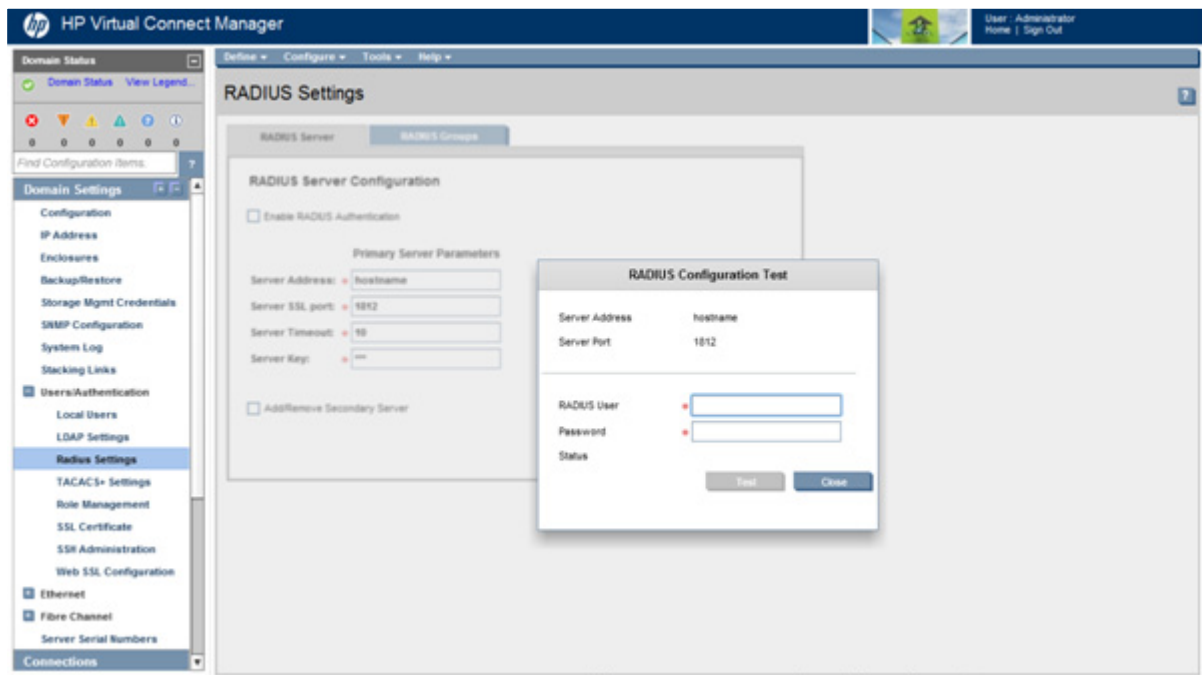 hp HP Virtual Connect Manager
User : Administrator
Home | Sign Out
Domain Status
Domain Status View Legend...
0 0 0 0 0 0
Find Configuration Items.
?
Domain Settings
Configuration
IP Address
Enclosures
Backup/Restore
Storage Mgmt Credentials
SNMP Configuration
System Log
Stacking Links
Users/Authentication
Local Users
LDAP Settings
Radius Settings
TACACS+ Settings
Role Management
SSL Certificate
SSH Administration
Web SSL Configuration
Ethernet
Fibre Channel
Server Serial Numbers
Connections
Define Configure Tools Help
RADIUS Settings
?
RADIUS Server RADIUS Groups
RADIUS Server Configuration
Enable RADIUS Authentication
Primary Server Parameters
Server Address: * hostname
Server SSL port: * 1812
Server Timeout: * 10
Server Key: * ***
Add/Remove Secondary Server
RADIUS Configuration Test
Server Address hostname
Server Port 1812
RADIUS User *
Password *
Status
Test Close